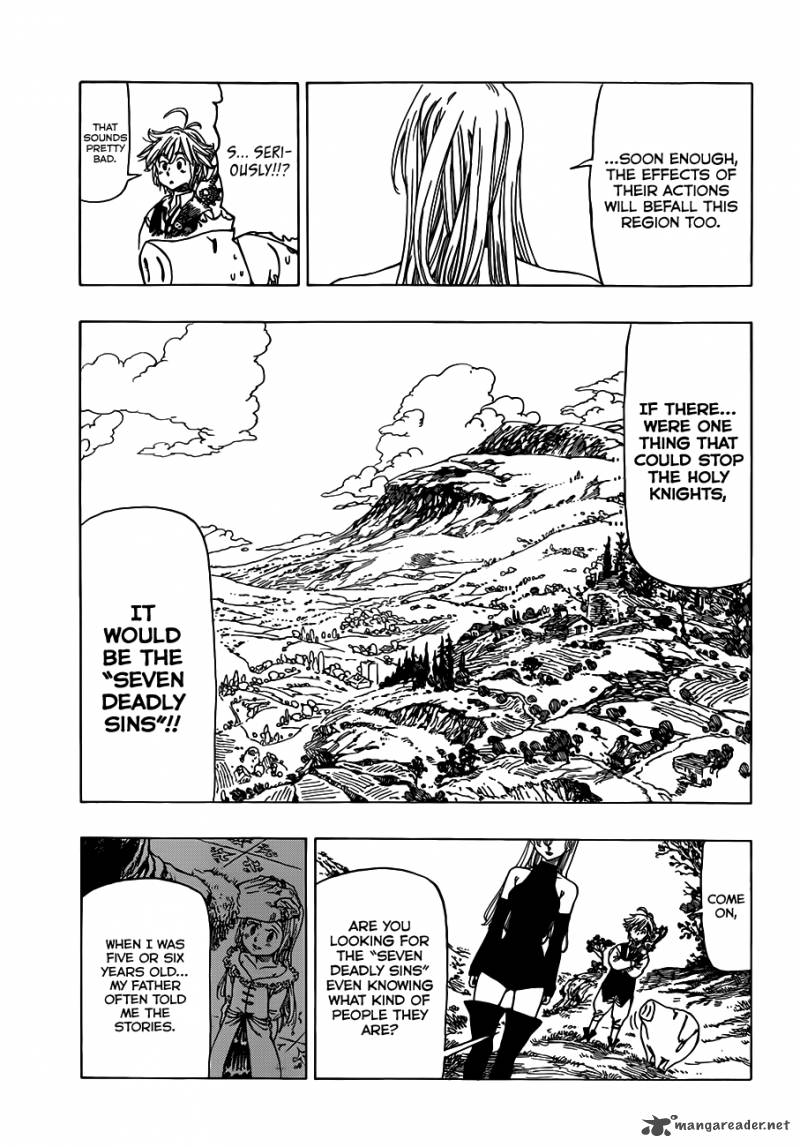 ...SOON ENOUGH,
THE EFFECTS OF
THEIR ACTIONS
WILL BEFALL THIS
REGION TOO.
S... SERI-
OUSLY!!?
THAT
SOUNDS
PRETTY
BAD.
IF THERE...
WERE ONE
THING THAT
COULD STOP
THE HOLY
KNIGHTS,
IT
WOULD
BE THE
"SEVEN
DEADLY
SINS"!!
COME
ON,
ARE YOU
LOOKING FOR
THE "SEVEN
DEADLY SINS"
EVEN KNOWING
WHAT KIND OF
PEOPLE THEY
ARE?
WHEN I WAS
FIVE OR SIX
YEARS OLD...
MY FATHER
OFTEN TOLD
ME THE
STORIES.
mangareader.net